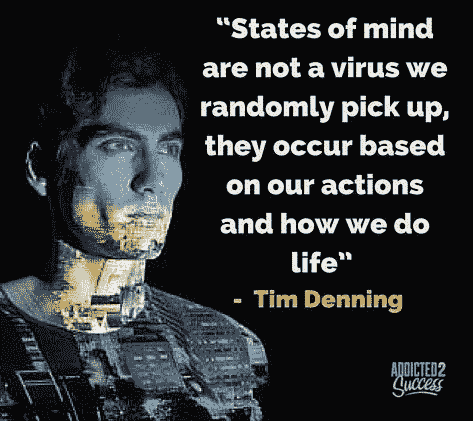 “States of mind
are not a virus we
randomly pick up,
they occur based
on our actions
and how we do
life“
- Tim Denning
ADDICTED2
Success